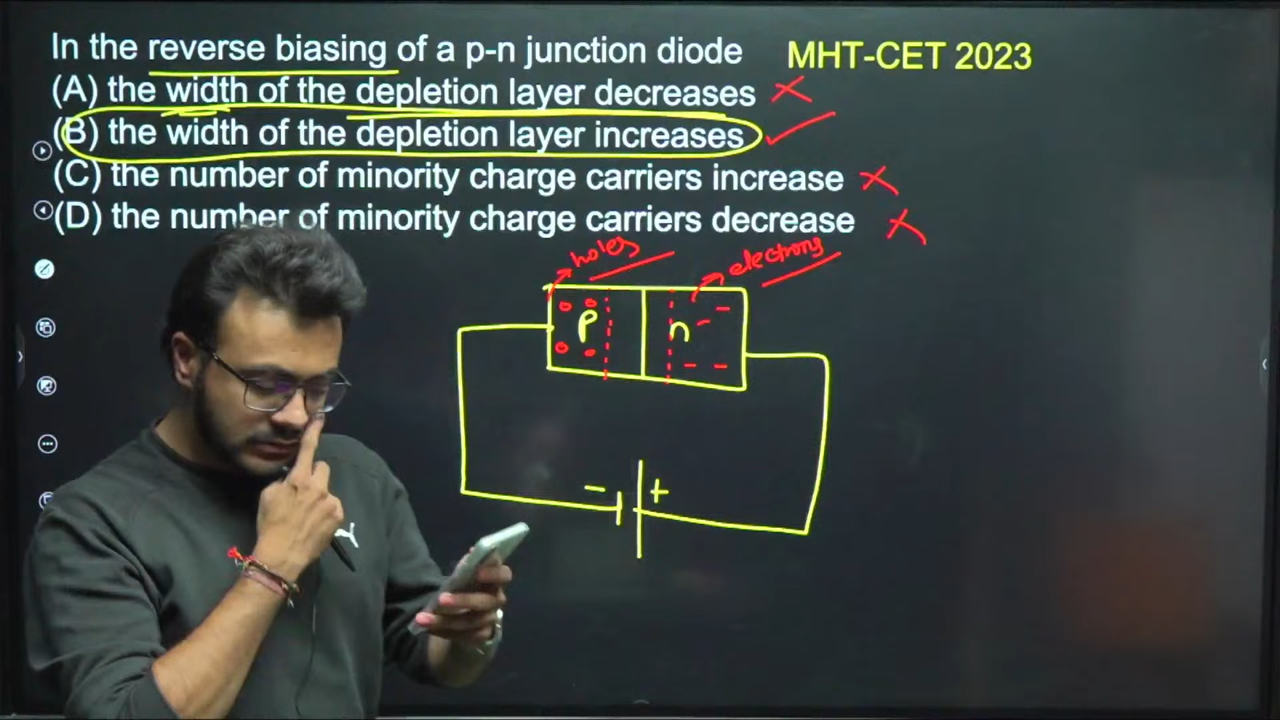 In the reverse biasing of a p-n junction diode MHT-CET 2023
(A) the width of the depletion layer decreases
(B) the width of the depletion layer increases
(C) the number of minority charge carriers increase
(D) the number of minority charge carriers decrease
holes electrons
p n
- +